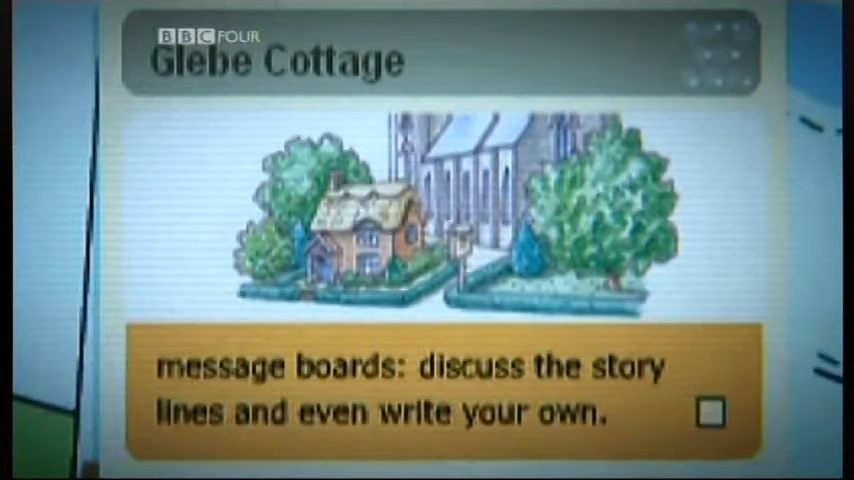 BBC FOUR
Glebe Cottage
message boards: discuss the story
lines and even write your own.